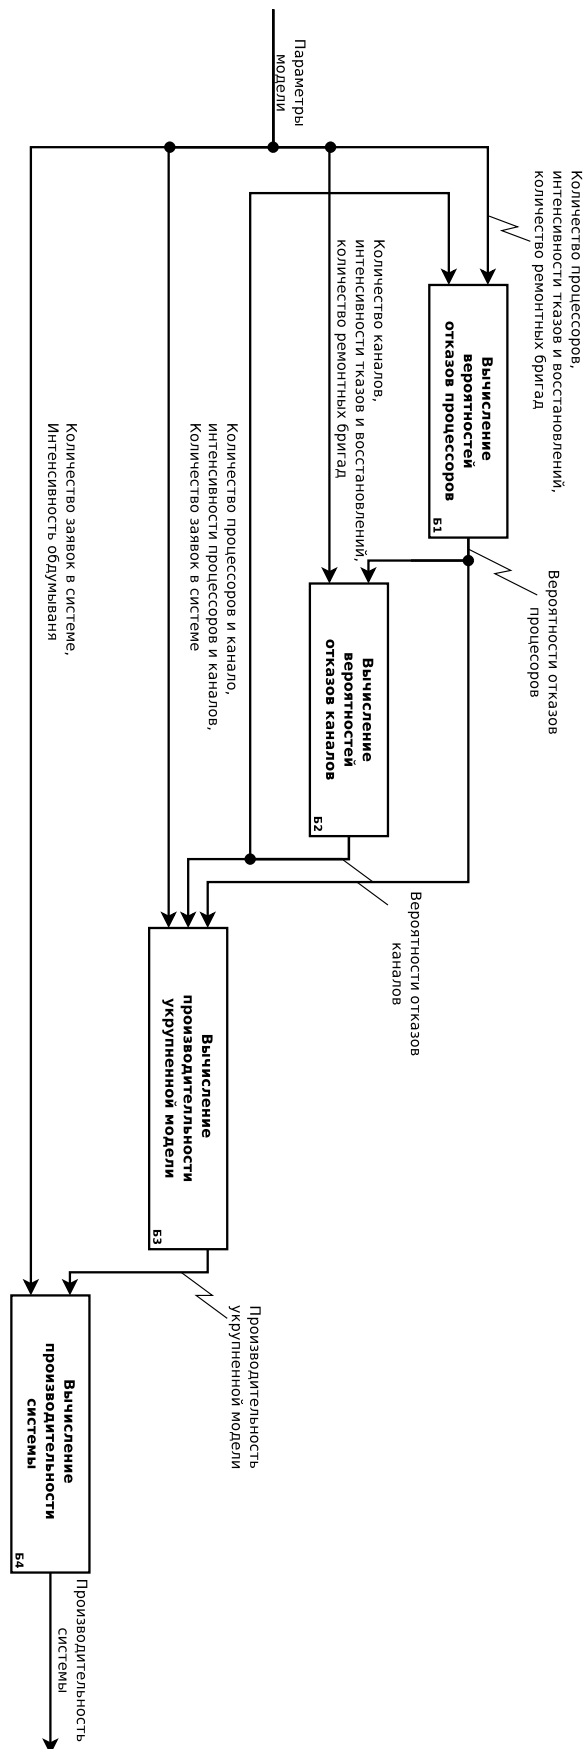 Параметры
модели
Количество процессоров,
интенсивности тказов и восстановлений,
количество ремонтных бригад
Вычисление
вероятностей
отказов процессоров
Б1
Вероятности отказов
процесоров
Количество каналов,
интенсивности тказов и восстановлений,
количество ремонтных бригад
Вычисление
вероятностей
отказов каналов
Б2
Вероятности отказов
каналов
Количество процессоров и канало,
интенсивности процессоров и каналов,
Количество заявок в системе
Вычисление
производителльности
укрупненной модели
Б3
Производительность
укрупненной модели
Количество заявок в системе,
Интенсивность обдумываня
Вычисление
производительности
системы
Б4
Производительность
системы